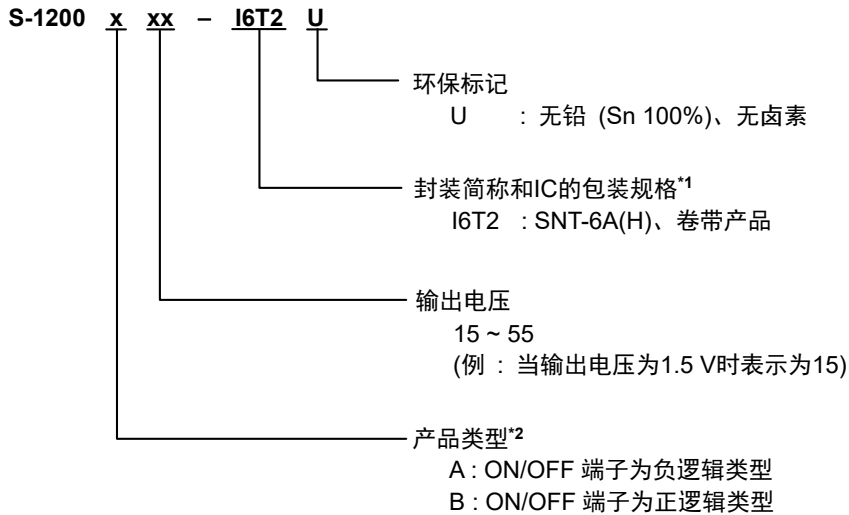 S-1200 x xx – I6T2 U
环保标记
U : 无铅 (Sn 100%)、无卤素
封装简称和IC的包装规格*1
I6T2 : SNT-6A(H)、卷带产品
输出电压
15 ~ 55
(例 : 当输出电压为1.5 V时表示为15)
产品类型*2
A : ON/OFF 端子为负逻辑类型
B : ON/OFF 端子为正逻辑类型